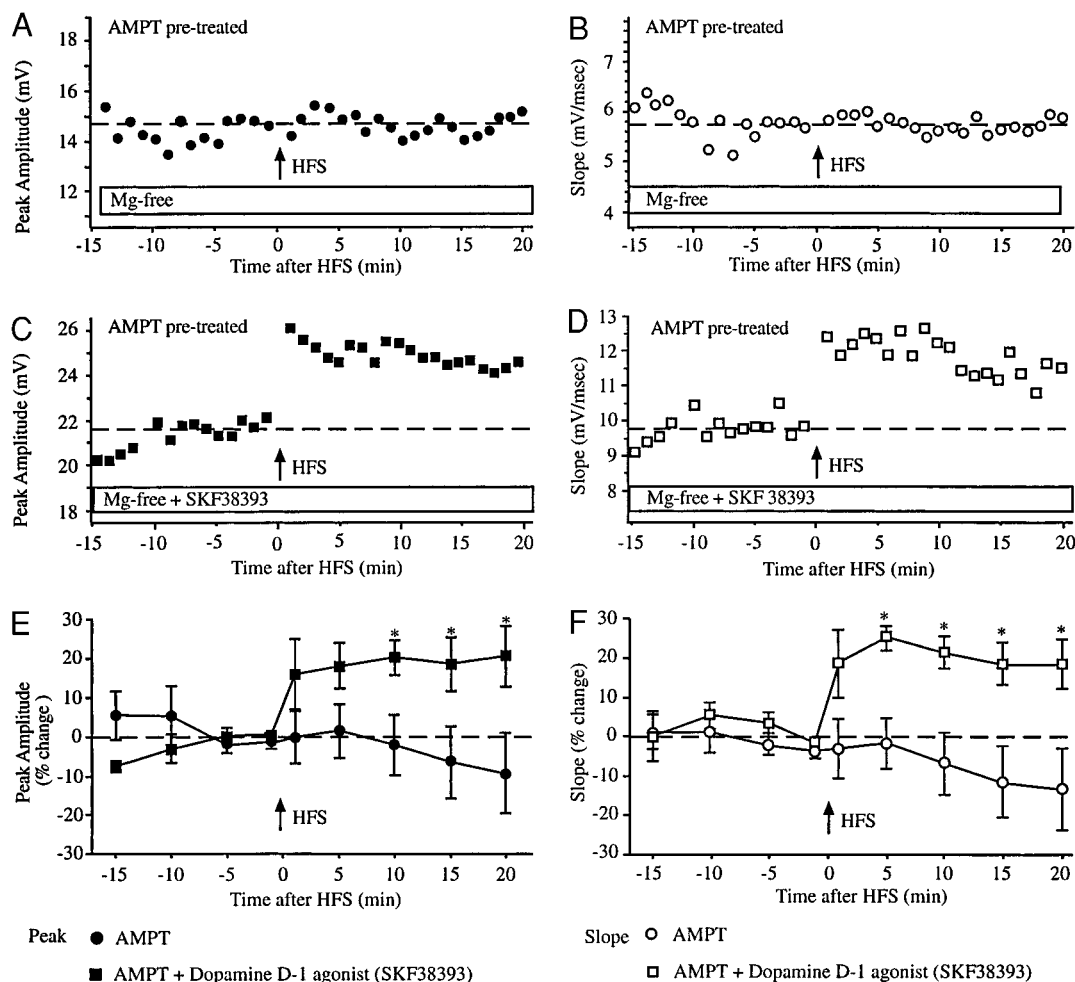 A
AMPT pre-treated
Peak Amplitude (mV)
18
16
14
12
HFS
Mg-free
-15 -10 -5 0 5 10 15 20
Time after HFS (min)
B
AMPT pre-treated
Slope (mV/msec)
7
6
5
4
HFS
Mg-free
-15 -10 -5 0 5 10 15 20
Time after HFS (min)
C
AMPT pre-treated
Peak Amplitude (mV)
26
24
22
20
18
HFS
Mg-free + SKF38393
-15 -10 -5 0 5 10 15 20
Time after HFS (min)
D
AMPT pre-treated
Slope (mV/msec)
13
12
11
10
9
8
HFS
Mg-free + SKF 38393
-15 -10 -5 0 5 10 15 20
Time after HFS (min)
E
Peak Amplitude
(% change)
30
20
10
0
-10
-20
-30
* * *
HFS
-15 -10 -5 0 5 10 15 20
Time after HFS (min)
F
Slope (% change)
30
20
10
0
-10
-20
-30
* * * *
HFS
-15 -10 -5 0 5 10 15 20
Time after HFS (min)
Peak AMPT
AMPT + Dopamine D-1 agonist (SKF38393)
Slope AMPT
AMPT + Dopamine D-1 agonist (SKF38393)